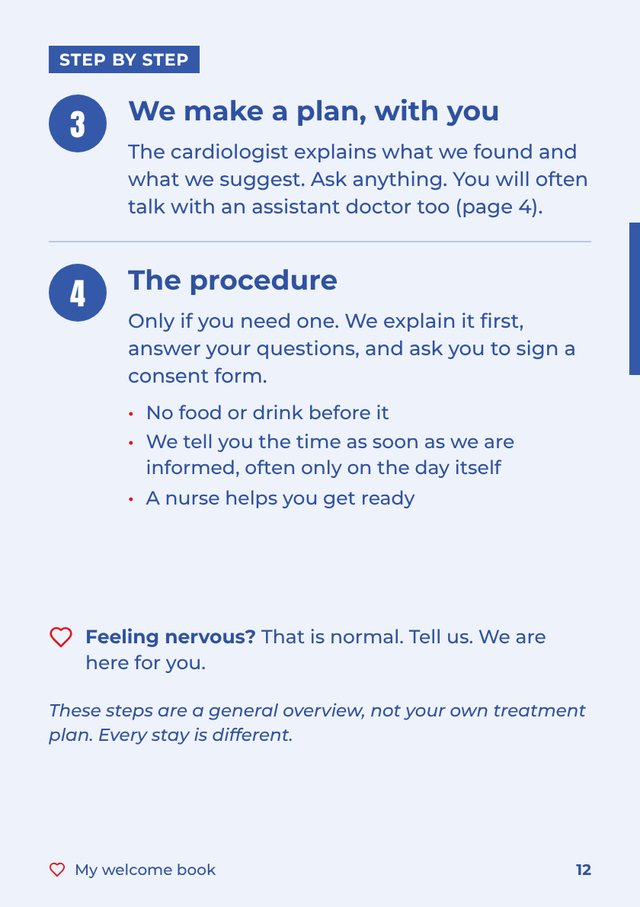 STEP BY STEP
3
We make a plan, with you
The cardiologist explains what we found and
what we suggest. Ask anything. You will often
talk with an assistant doctor too (page 4).
4
The procedure
Only if you need one. We explain it first,
answer your questions, and ask you to sign a
consent form.
• No food or drink before it
• We tell you the time as soon as we are
informed, often only on the day itself
• A nurse helps you get ready
Feeling nervous? That is normal. Tell us. We are
here for you.
These steps are a general overview, not your own treatment
plan. Every stay is different.
My welcome book
12